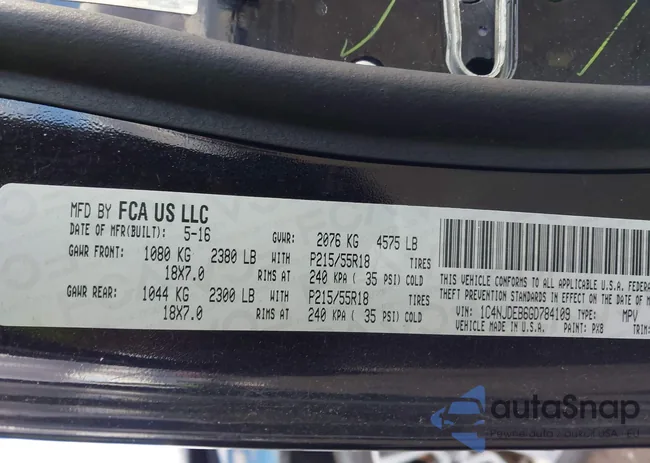 MFD BY FCA US LLC
DATE OF MFR(BUILT): 5-16 GVWR: 2076 KG 4575 LB
GAWR FRONT: 1080 KG 2380 LB WITH P215/55R18 TIRES
18X7.0 RIMS AT 240 KPA ( 35 PSI) COLD
GAWR REAR: 1044 KG 2300 LB WITH P215/55R18 TIRES
18X7.0 RIMS AT 240 KPA ( 35 PSI) COLD
THIS VEHICLE CONFORMS TO ALL APPLICABLE U.S.A. FEDERAL
THEFT PREVENTION STANDARDS IN EFFECT ON THE DATE OF M
VIN: 1C4NJDEB6GD784109 TYPE: MPV
VEHICLE MADE IN U.S.A. PAINT: PX8 TRIM:
autaSnap